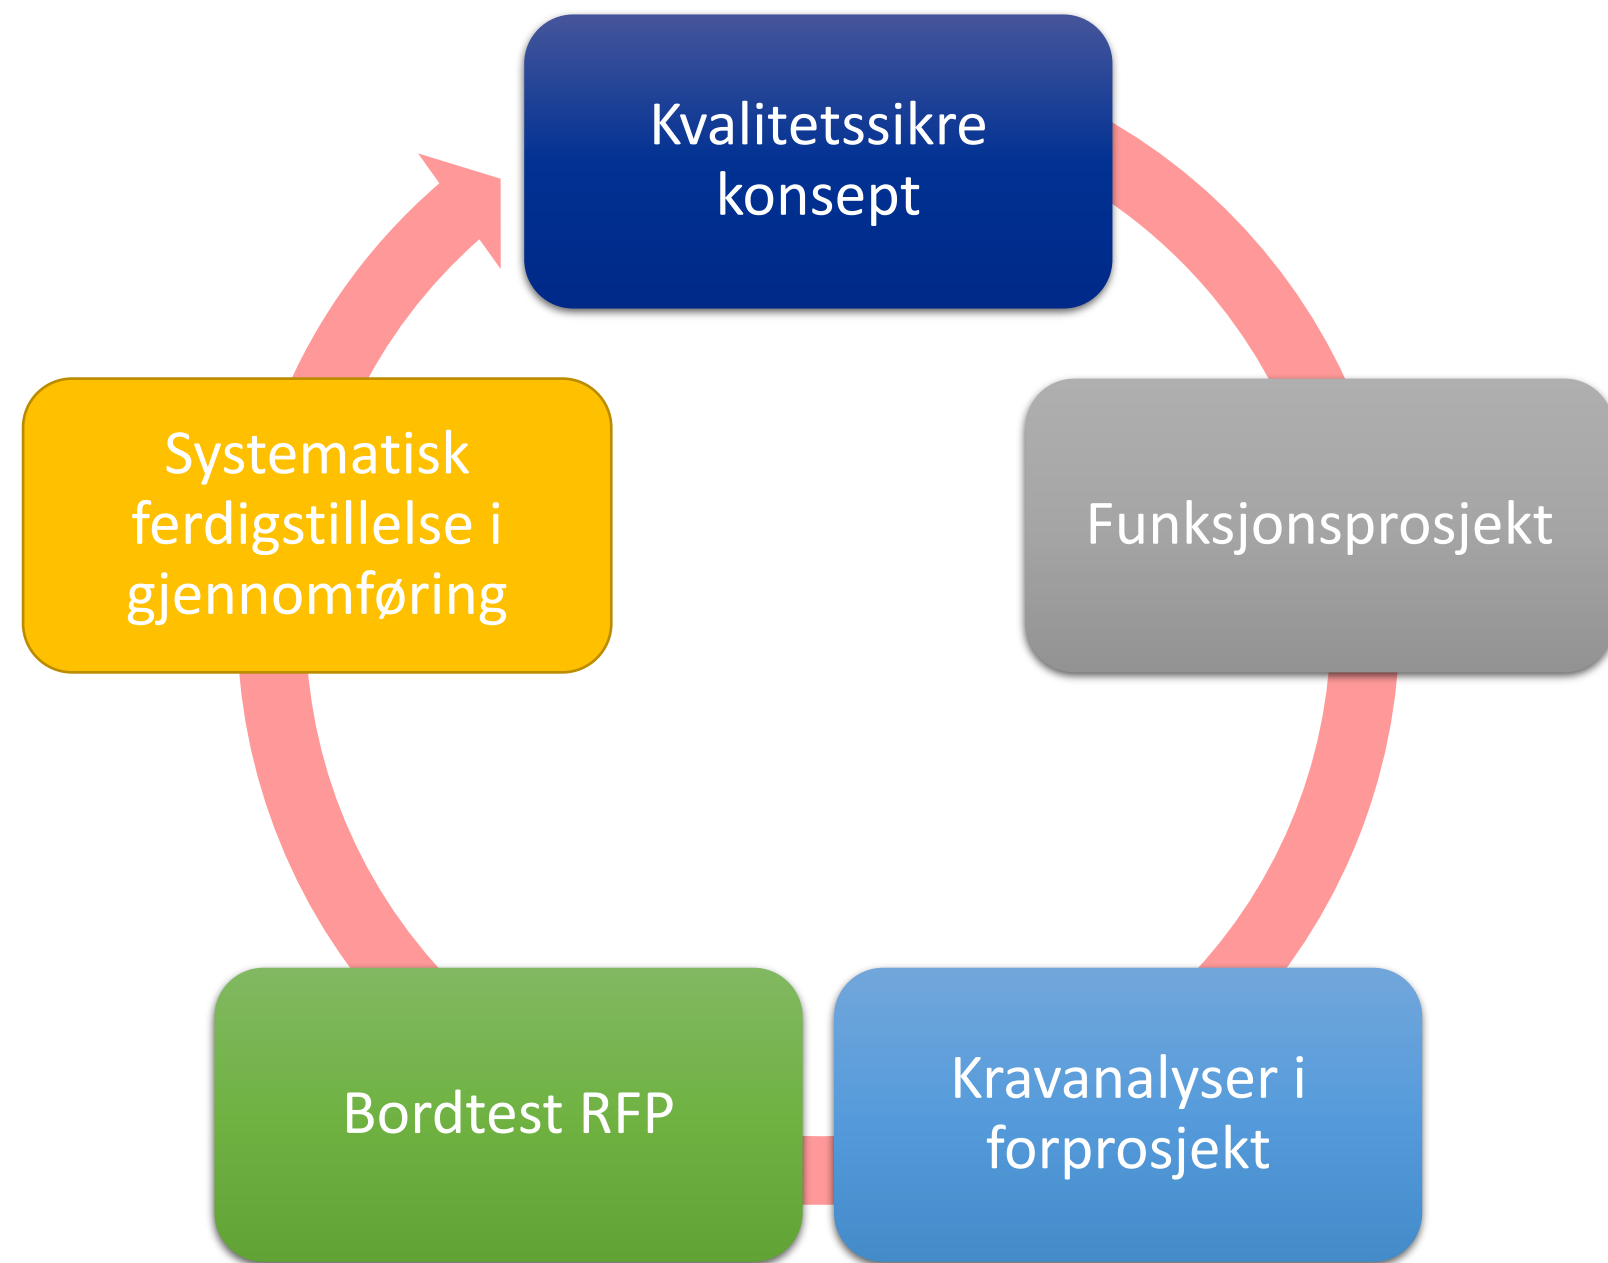 Kvalitetssikre
konsept
Funksjonsprosjekt
Kravanalyser i
forprosjekt
Bordtest RFP
Systematisk
ferdigstillelse i
gjennomføring